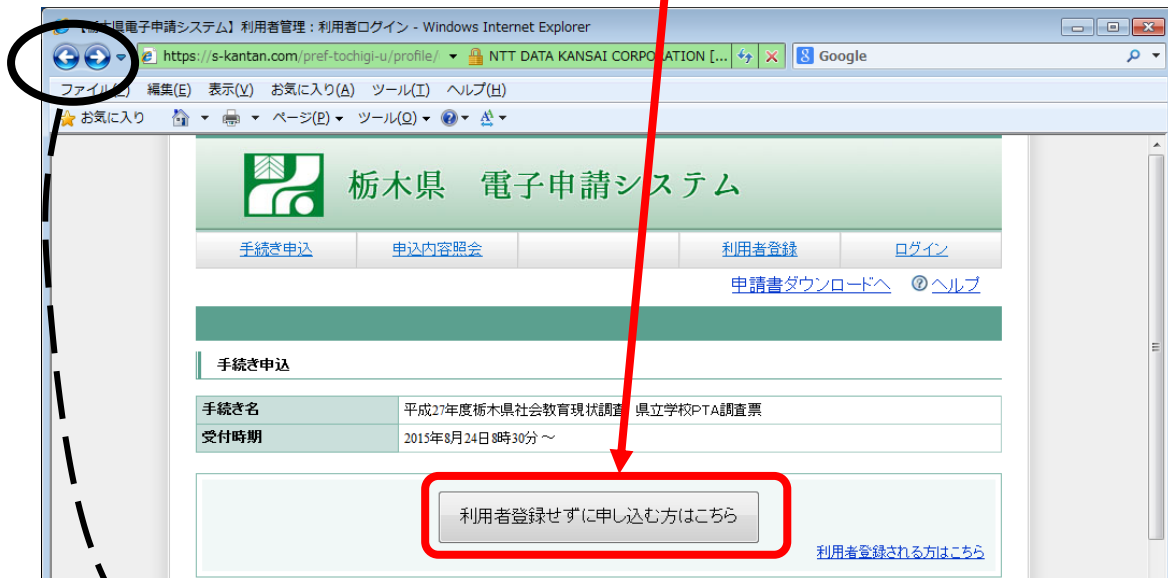 【栃木県電子申請システム】利用者管理：利用者ログイン - Windows Internet Explorer
https://s-kantan.com/pref-tochigi-u/profile/ NTT DATA KANSAI CORPORATION [... Google
ファイル(F) 編集(E) 表示(V) お気に入り(A) ツール(T) ヘルプ(H)
お気に入り ページ(P) ツール(O)
栃木県 電子申請システム
手続き申込 申込内容照会 利用者登録 ログイン
申請書ダウンロードへ ヘルプ
手続き申込
手続き名 平成27年度栃木県社会教育現状調査 県立学校PTA調査票
受付時期 2015年8月24日8時30分～
利用者登録せずに申し込む方はこちら
利用者登録される方はこちら